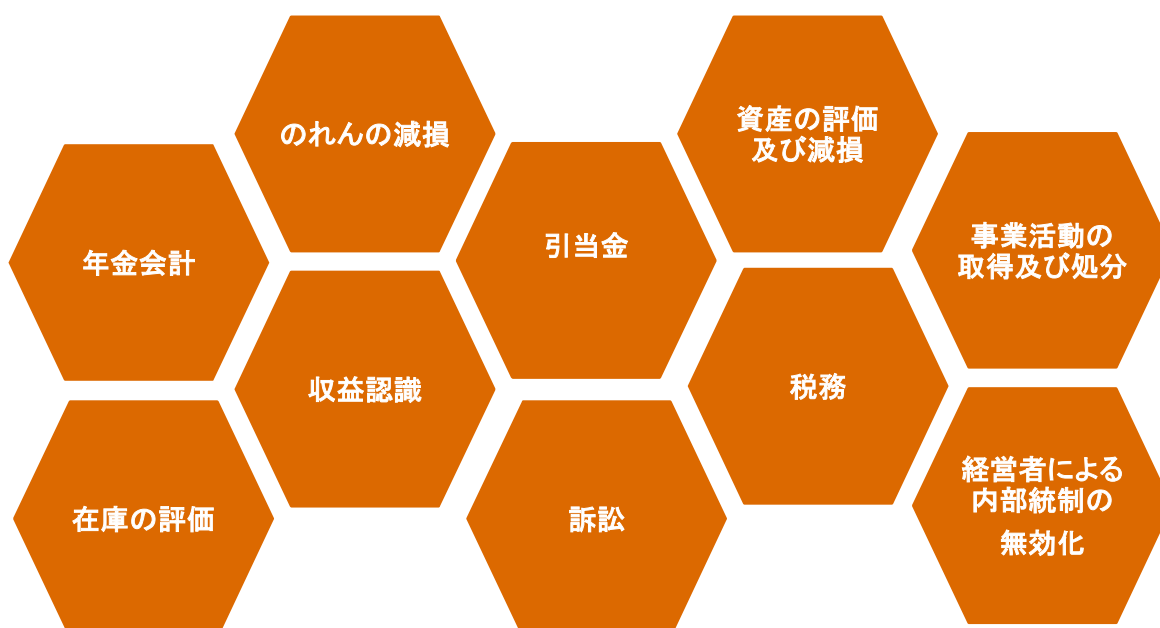 のれんの減損
資産の評価
及び減損
年金会計
引当金
事業活動の
取得及び処分
収益認識
税務
在庫の評価
訴訟
経営者による
内部統制の
無効化